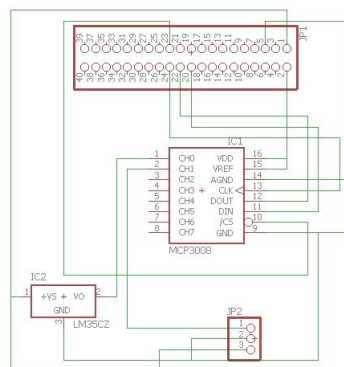 39 37 35 33 31 29 27 25 23 21 19 17 15 13 11 9 7 5 3 1
JP1
40 38 36 34 32 30 28 26 24 22 20 18 16 14 12 10 8 6 4 2
IC1
1 CH0 VDD 16
2 CH1 VREF 15
3 CH2 AGND 14
4 CH3 CLK 13
5 CH4 DOUT 12
6 CH5 DIN 11
7 CH6 /CS 10
8 CH7 GND 9
MCP3008
IC2
1 +VS VO 2
GND
3
LM35CZ
JP2
1
2
3